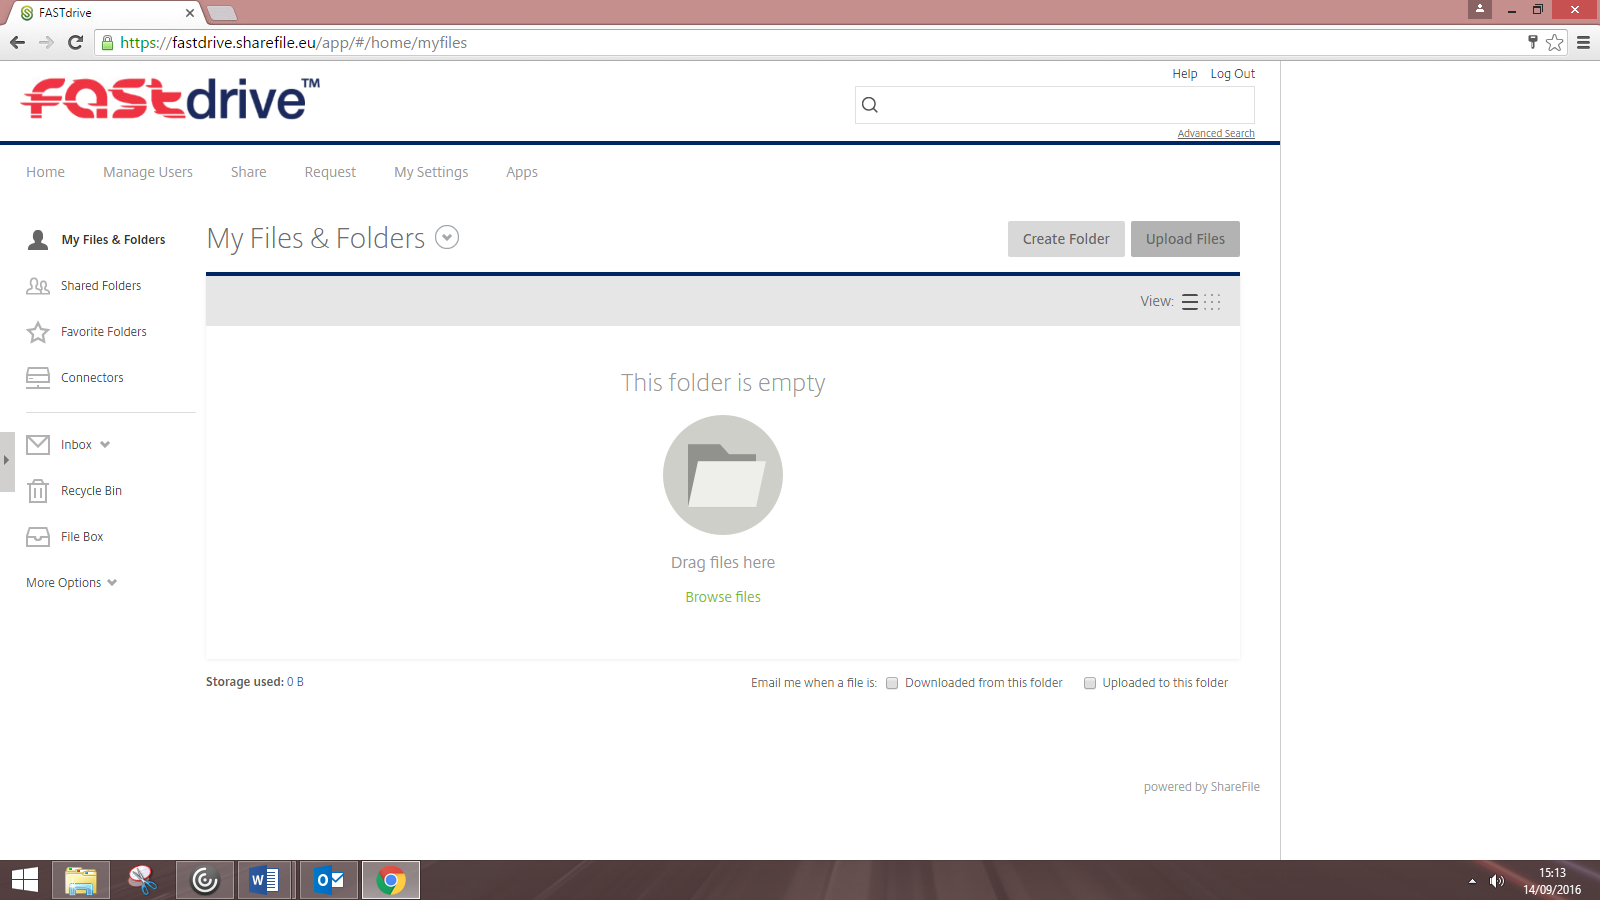 FASTdrive
https://fastdrive.sharefile.eu/app/#/home/myfiles
FASTdrive™
Help Log Out
Advanced Search
Home Manage Users Share Request My Settings Apps
My Files & Folders
Shared Folders
Favorite Folders
Connectors
Inbox
Recycle Bin
File Box
More Options
My Files & Folders
Create Folder Upload Files
View:
This folder is empty
Drag files here
Browse files
Storage used: 0 B
Email me when a file is: Downloaded from this folder Uploaded to this folder
powered by ShareFile
15:13
14/09/2016